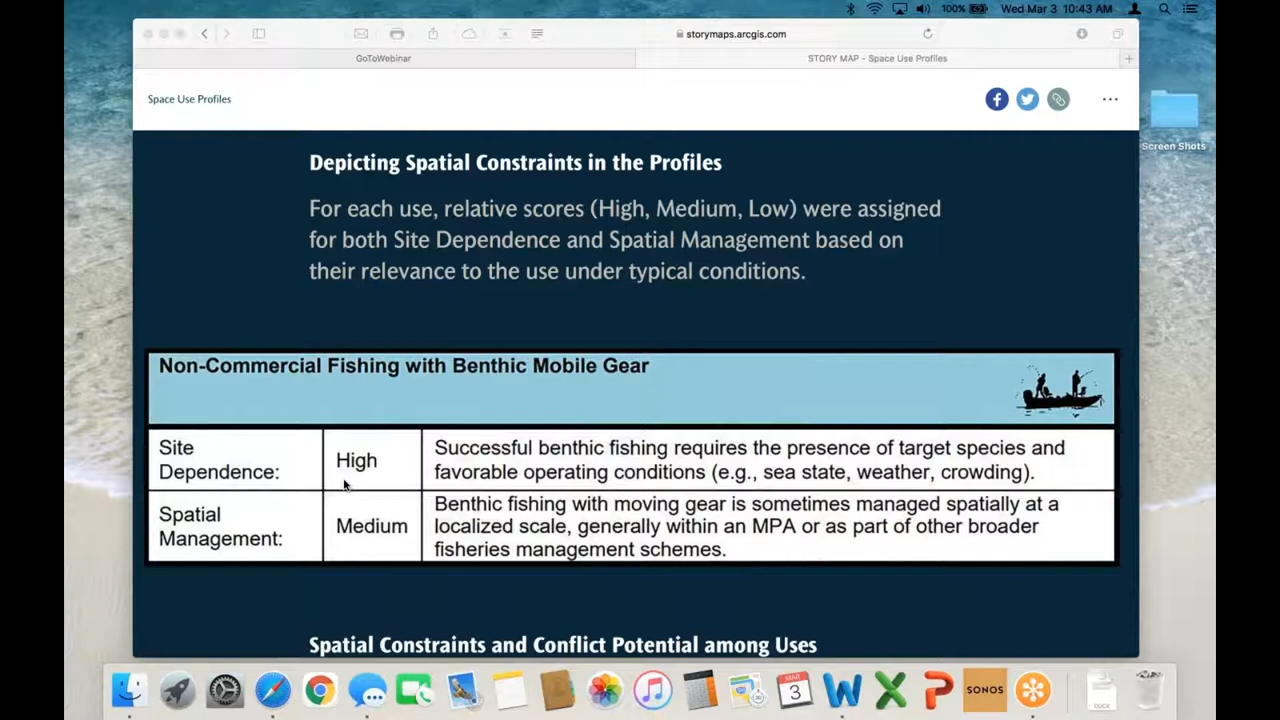 100% Wed Mar 3 10:43 AM
storymaps.arcgis.com
GoToWebinar
STORY MAP - Space Use Profiles
Space Use Profiles
Screen Shots
Depicting Spatial Constraints in the Profiles
For each use, relative scores (High, Medium, Low) were assigned
for both Site Dependence and Spatial Management based on
their relevance to the use under typical conditions.
Non-Commercial Fishing with Benthic Mobile Gear
Site
Dependence:
High
Successful benthic fishing requires the presence of target species and
favorable operating conditions (e.g., sea state, weather, crowding).
Spatial
Management:
Medium
Benthic fishing with moving gear is sometimes managed spatially at a
localized scale, generally within an MPA or as part of other broader
fisheries management schemes.
Spatial Constraints and Conflict Potential among Uses
MAR
3
W
X
P
SONOS
DOCX